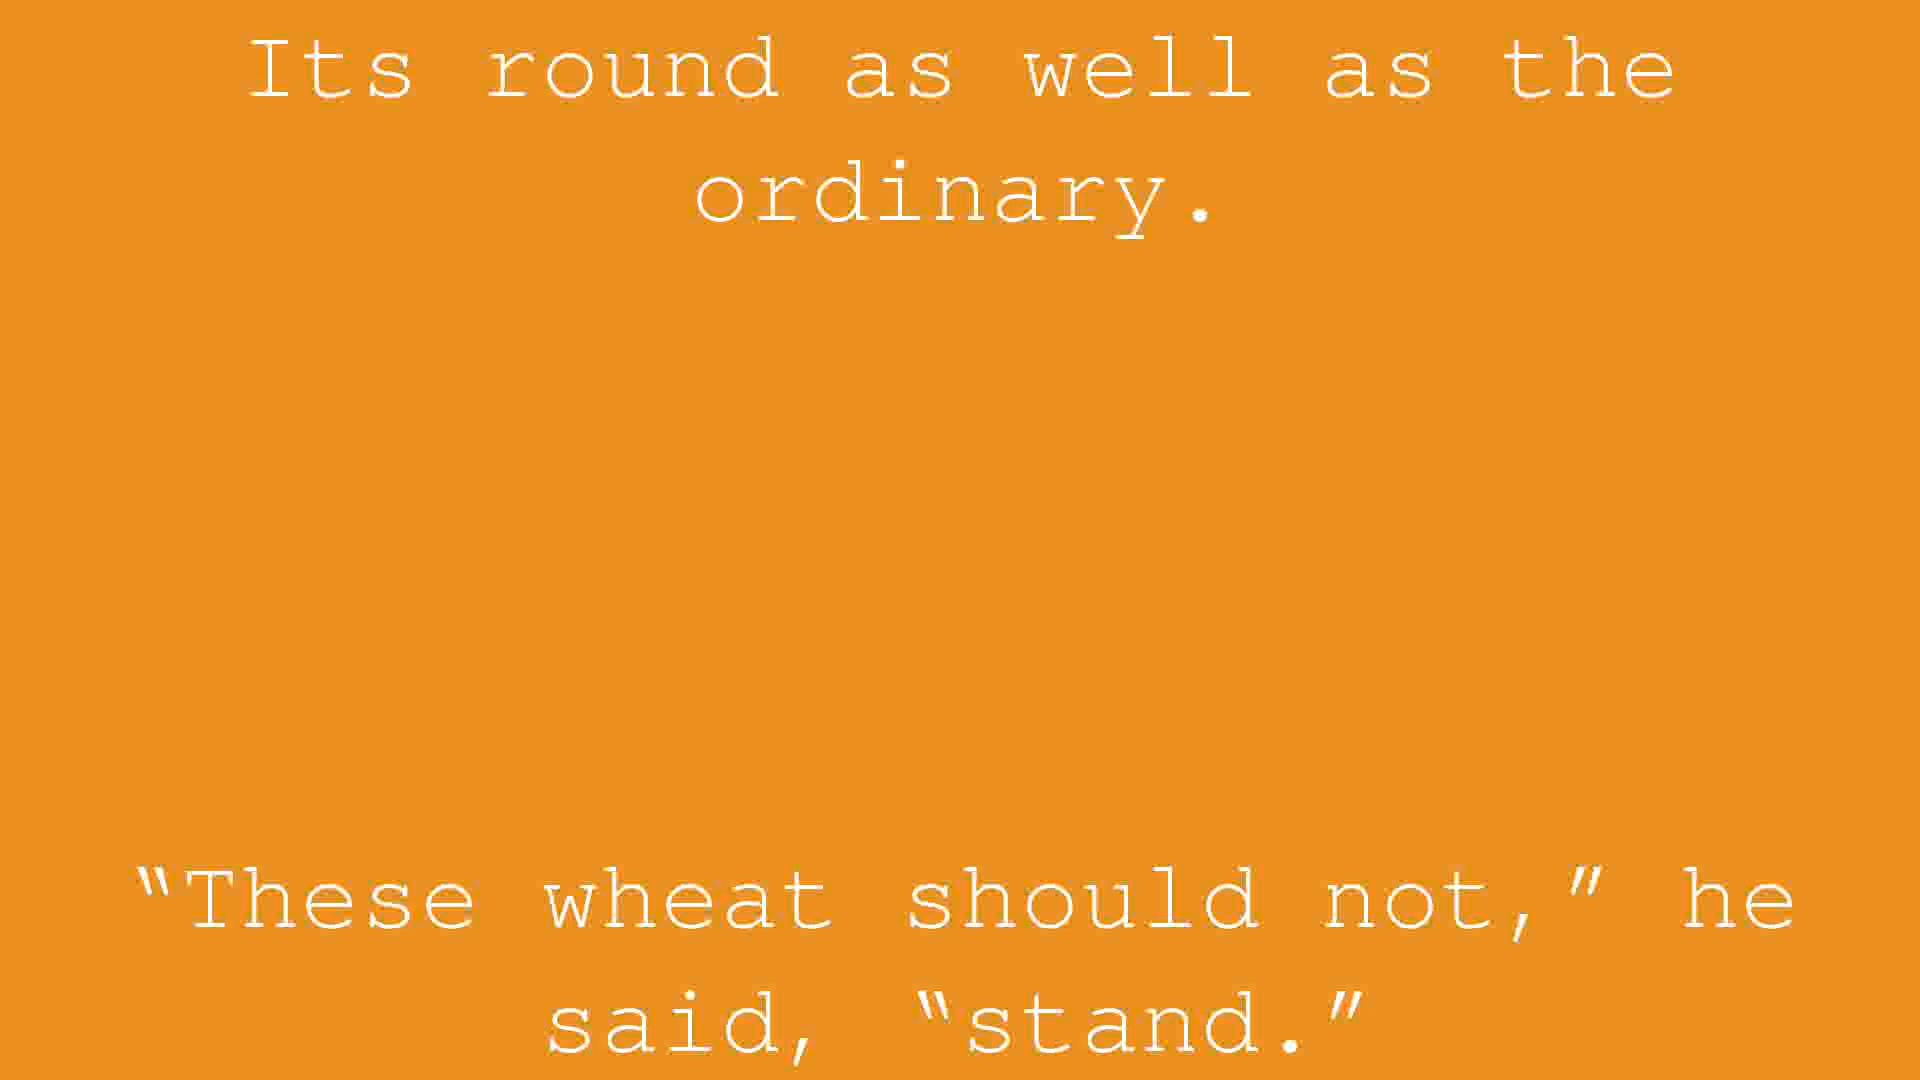 Its round as well as the
ordinary.
“These wheat should not,” he
said, “stand.”